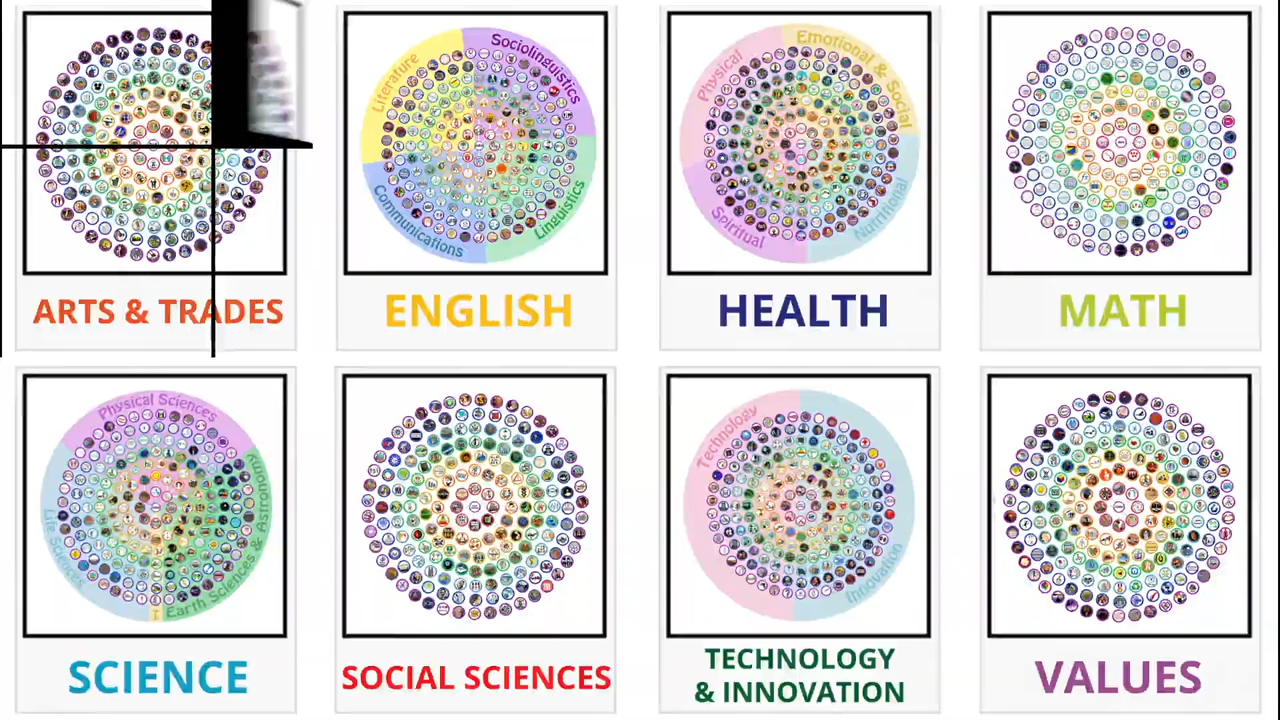 Literature
Sociolinguistics
Communications
Linguistics
Physical
Emotional & Social
Spiritual
Nutritional
ARTS & TRADES
ENGLISH
HEALTH
MATH
Physical Sciences
Life Sciences
Earth Sciences & Astronomy
Technology
Innovation
SCIENCE
SOCIAL SCIENCES
TECHNOLOGY
& INNOVATION
VALUES